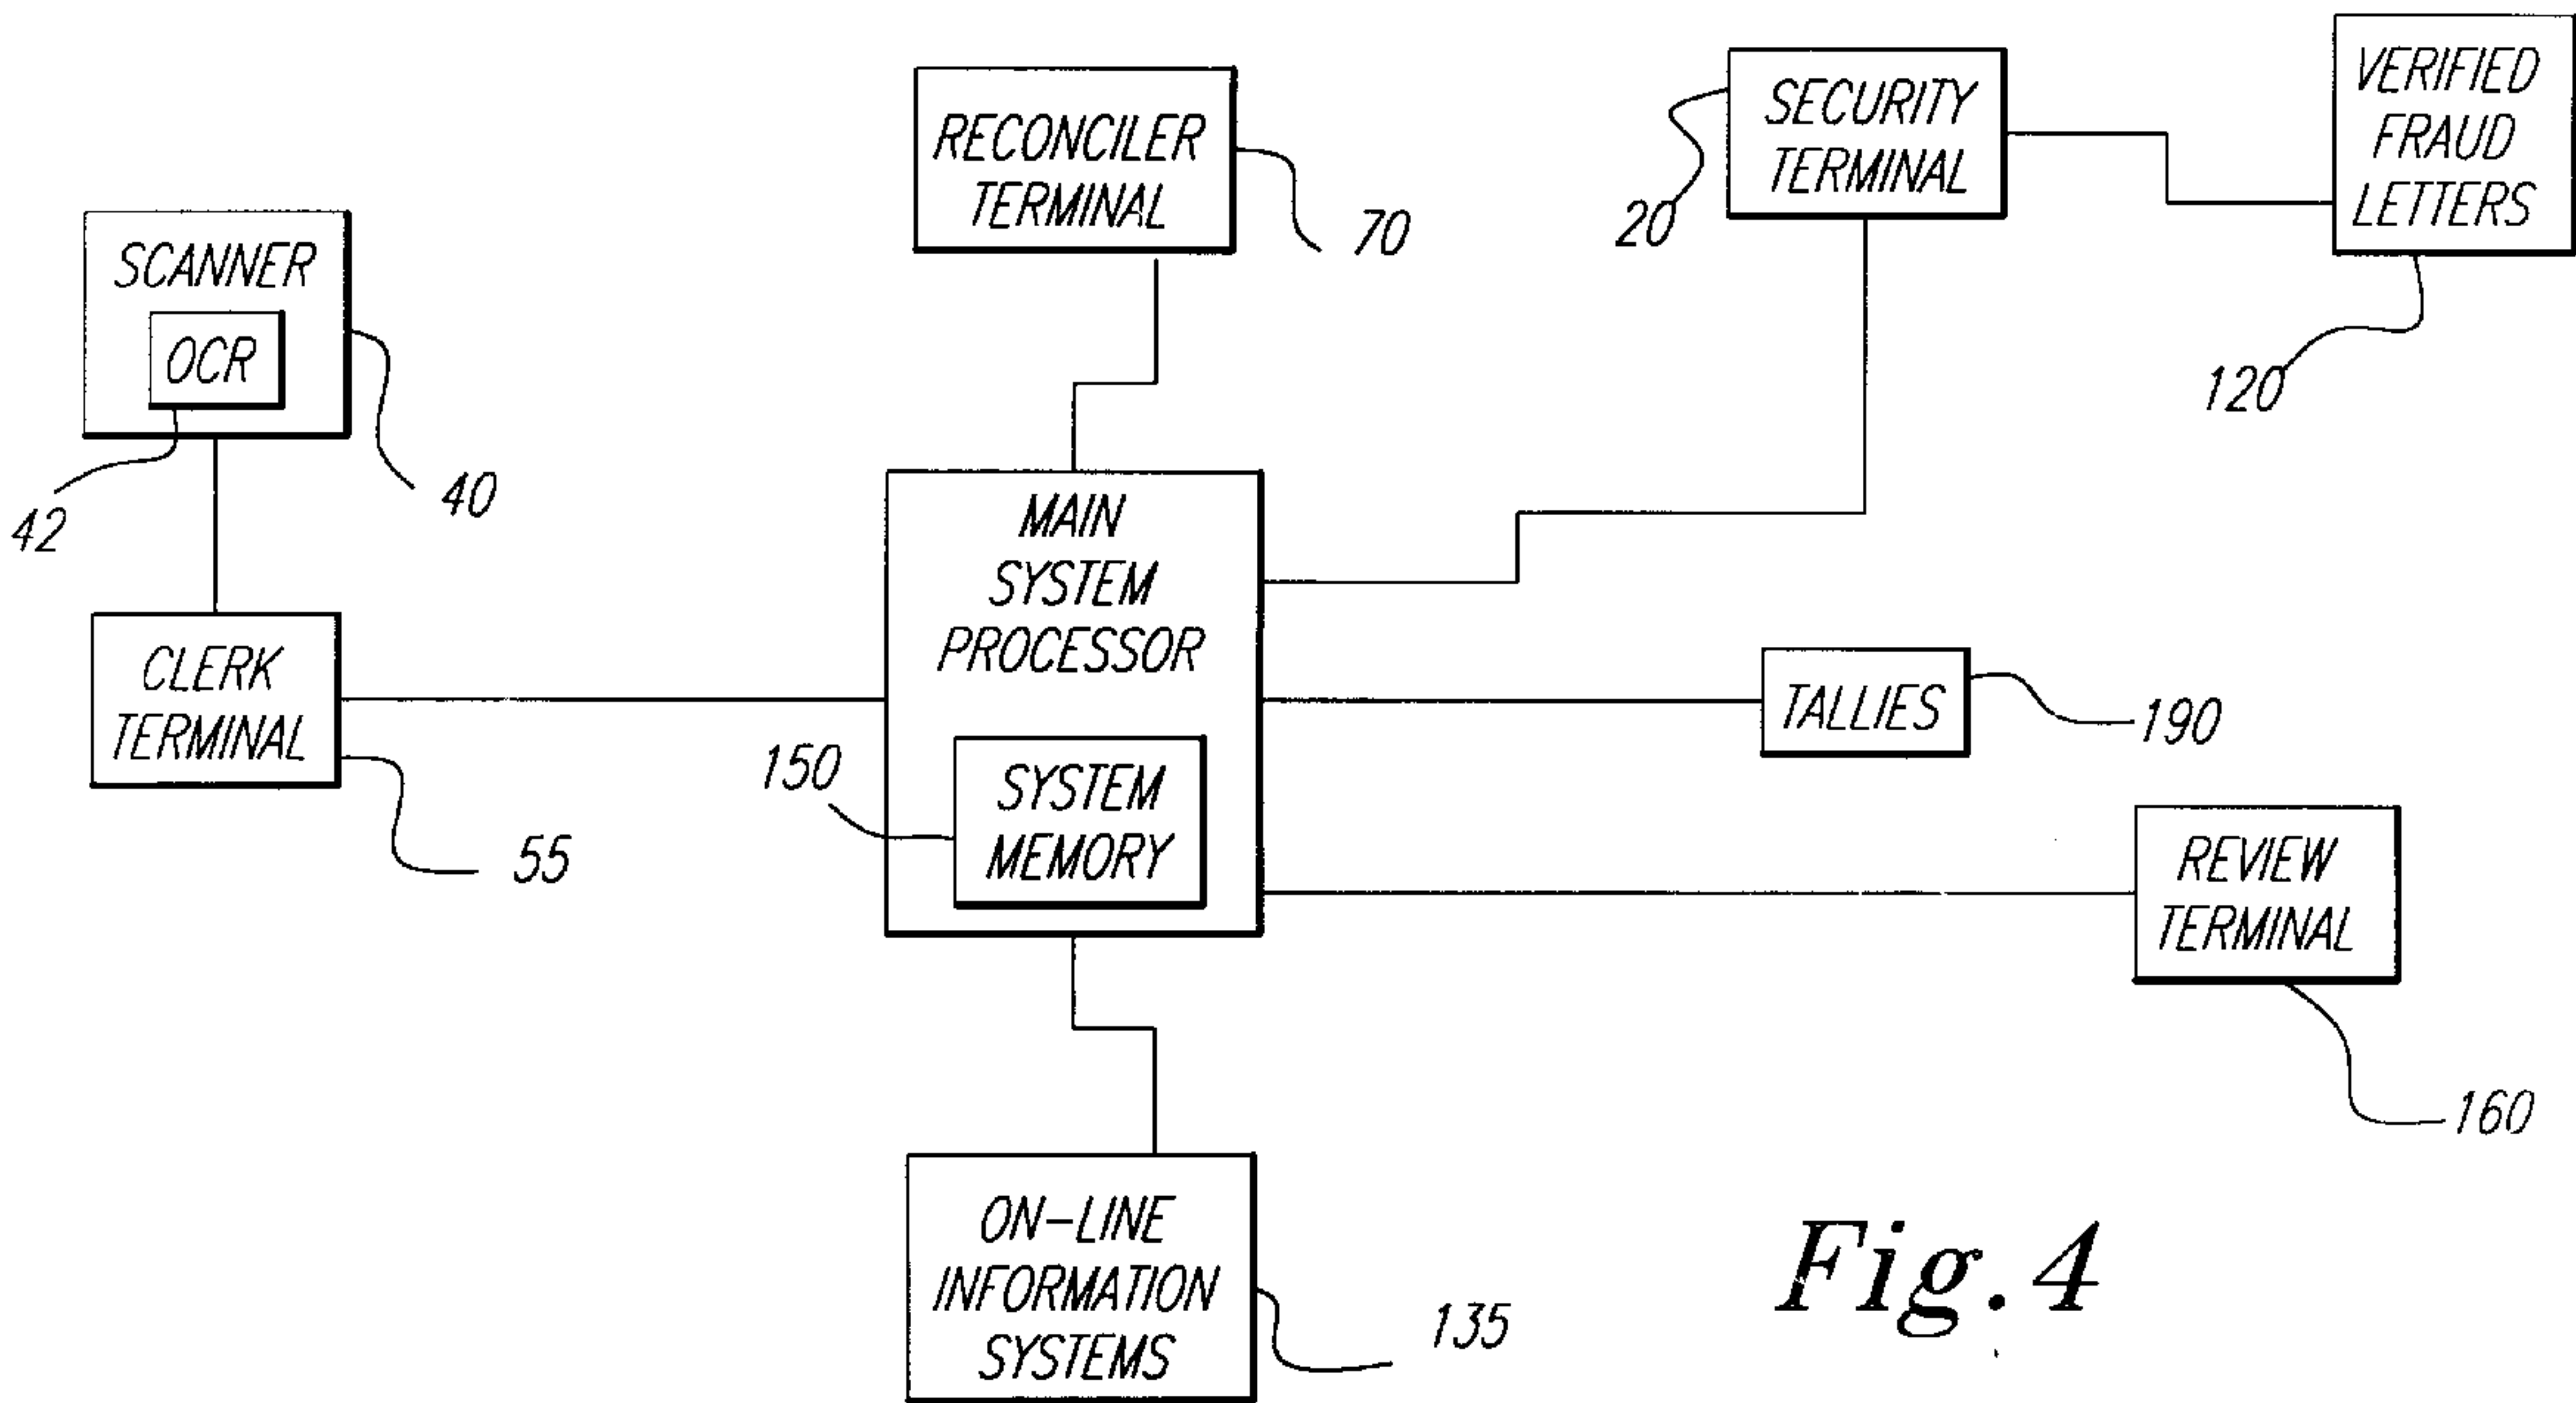 VERIFIED
FRAUD
LETTERS
120
SECURITY
TERMINAL
20
RECONCILER
TERMINAL
70
SCANNER
OCR
42
40
CLERK
TERMINAL
55
MAIN
SYSTEM
PROCESSOR
150
SYSTEM
MEMORY
TALLIES
190
REVIEW
TERMINAL
160
ON-LINE
INFORMATION
SYSTEMS
135
Fig. 4